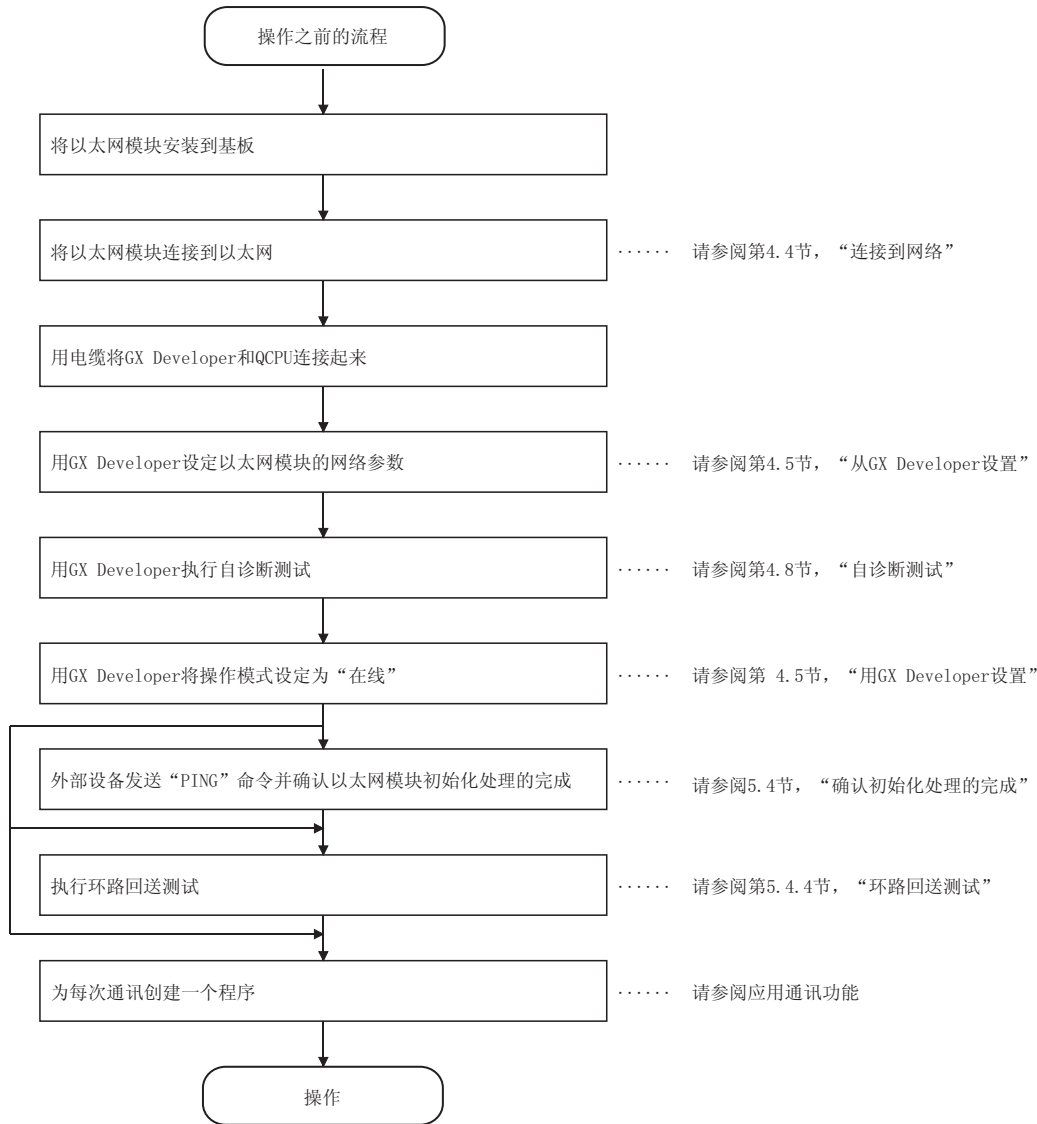 操作之前的流程
将以太网模块安装到基板
将以太网模块连接到以太网 ······ 请参阅第4.4节，“连接到网络”
用电缆将GX Developer和QCPU连接起来
用GX Developer设定以太网模块的网络参数 ······ 请参阅第4.5节，“从GX Developer设置”
用GX Developer执行自诊断测试 ······ 请参阅第4.8节，“自诊断测试”
用GX Developer将操作模式设定为“在线” ······ 请参阅第 4.5节，“用GX Developer设置”
外部设备发送“PING”命令并确认以太网模块初始化处理的完成 ······ 请参阅5.4节，“确认初始化处理的完成”
执行环路回送测试 ······ 请参阅第5.4.4节，“环路回送测试”
为每次通讯创建一个程序 ······ 请参阅应用通讯功能
操作